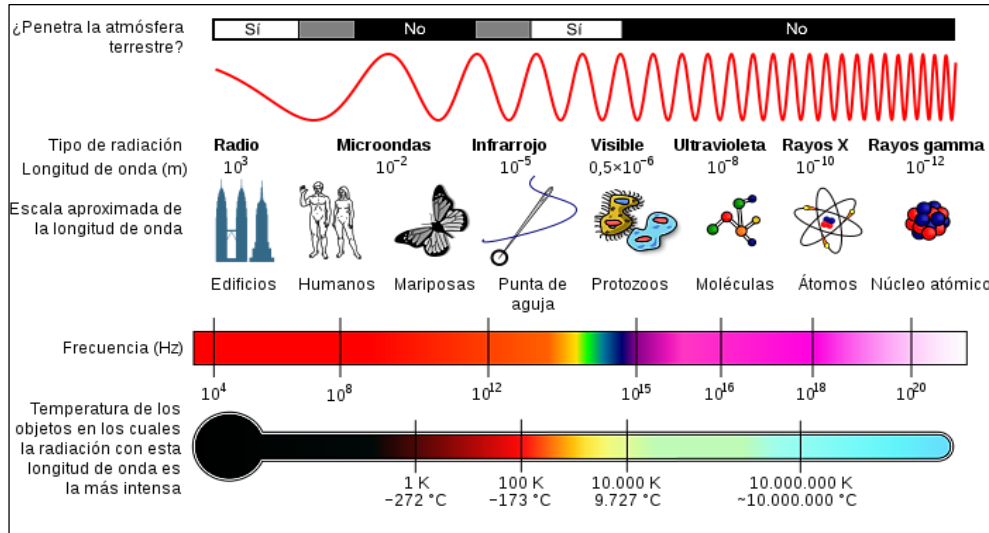 ¿Penetra la atmósfera
terrestre?
Sí No Sí No
Tipo de radiación Radio Microondas Infrarrojo Visible Ultravioleta Rayos X Rayos gamma
Longitud de onda (m) 10³ 10⁻² 10⁻⁵ 0,5×10⁻⁶ 10⁻⁸ 10⁻¹⁰ 10⁻¹²
Escala aproximada de
la longitud de onda
Edificios Humanos Mariposas Punta de Protozoos Moléculas Átomos Núcleo atómico
aguja
Frecuencia (Hz)
10⁴ 10⁸ 10¹² 10¹⁵ 10¹⁶ 10¹⁸ 10²⁰
Temperatura de los
objetos en los cuales
la radiación con esta
longitud de onda es
la más intensa
1 K 100 K 10.000 K 10.000.000 K
−272 °C −173 °C 9.727 °C ~10.000.000 °C